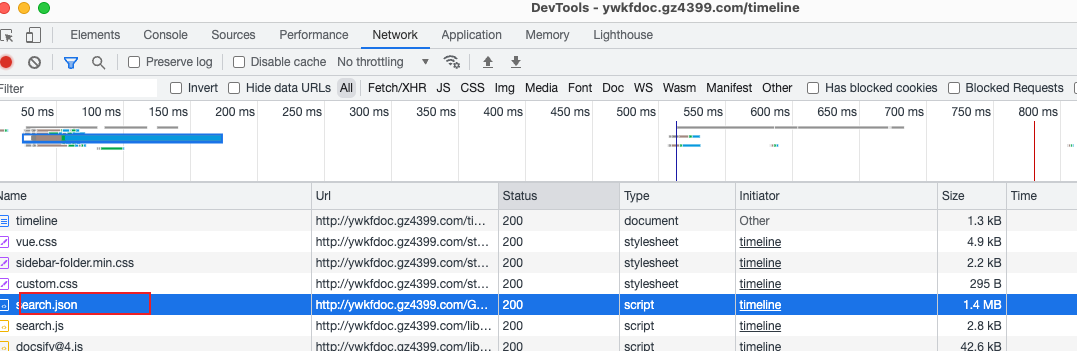 DevTools - ywkfdoc.gz4399.com/timeline
Elements Console Sources Performance Network Application Memory Lighthouse
Preserve log Disable cache No throttling
Filter Invert Hide data URLs All Fetch/XHR JS CSS Img Media Font Doc WS Wasm Manifest Other Has blocked cookies Blocked Requests
50 ms 100 ms 150 ms 200 ms 250 ms 300 ms 350 ms 400 ms 450 ms 500 ms 550 ms 600 ms 650 ms 700 ms 750 ms 800 ms
Name Url Status Type Initiator Size Time
timeline http://ywkfdoc.gz4399.com/ti... 200 document Other 1.3 kB
vue.css http://ywkfdoc.gz4399.com/st... 200 stylesheet timeline 4.9 kB
sidebar-folder.min.css http://ywkfdoc.gz4399.com/st... 200 stylesheet timeline 2.2 kB
custom.css http://ywkfdoc.gz4399.com/st... 200 stylesheet timeline 295 B
search.json http://ywkfdoc.gz4399.com/G... 200 script timeline 1.4 MB
search.js http://ywkfdoc.gz4399.com/lib... 200 script timeline 2.8 kB
docsify@4.js http://ywkfdoc.gz4399.com/lib... 200 script timeline 42.6 kB